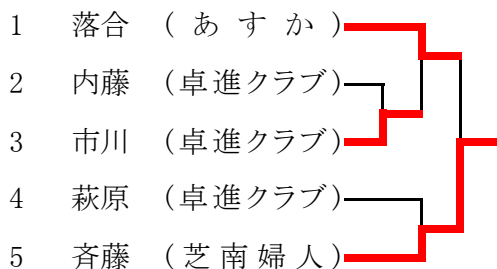 1 落合 (あすか)
2 内藤 (卓進クラブ)
3 市川 (卓進クラブ)
4 萩原 (卓進クラブ)
5 斉藤 (芝南婦人)